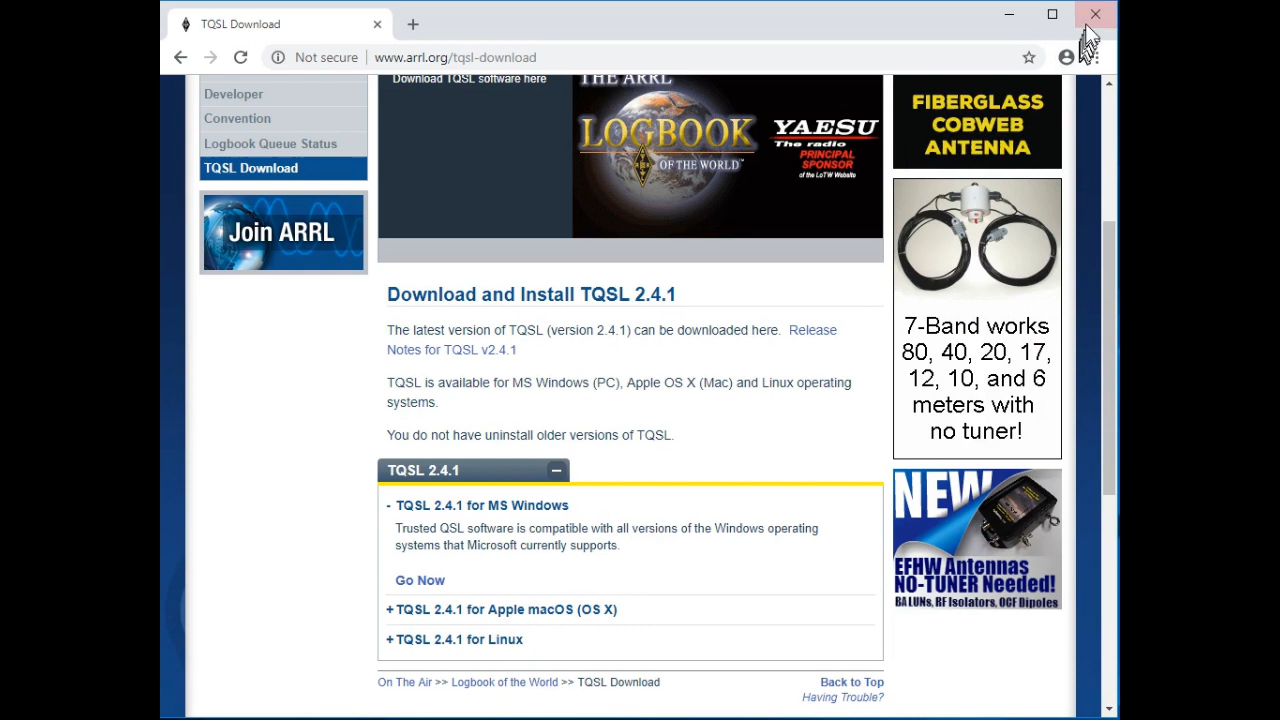 TQSL Download
Not secure
www.arrl.org/tqsl-download
Developer
Convention
Logbook Queue Status
TQSL Download
Join ARRL
Download TQSL software here
THE ARRL
LOGBOOK
OF THE WORLD™
YAESU
The radio
PRINCIPAL
SPONSOR
of the LoTW Website
Download and Install TQSL 2.4.1
The latest version of TQSL (version 2.4.1) can be downloaded here. Release
Notes for TQSL v2.4.1
TQSL is available for MS Windows (PC), Apple OS X (Mac) and Linux operating
systems.
You do not have uninstall older versions of TQSL.
TQSL 2.4.1
- TQSL 2.4.1 for MS Windows
Trusted QSL software is compatible with all versions of the Windows operating
systems that Microsoft currently supports.
Go Now
+ TQSL 2.4.1 for Apple macOS (OS X)
+ TQSL 2.4.1 for Linux
On The Air >> Logbook of the World >> TQSL Download
Back to Top
Having Trouble?
FIBERGLASS
COBWEB
ANTENNA
7-Band works
80, 40, 20, 17,
12, 10, and 6
meters with
no tuner!
NEW
EFHW Antennas
NO-TUNER Needed!
BALUNs, RF Isolators, OCF Dipoles